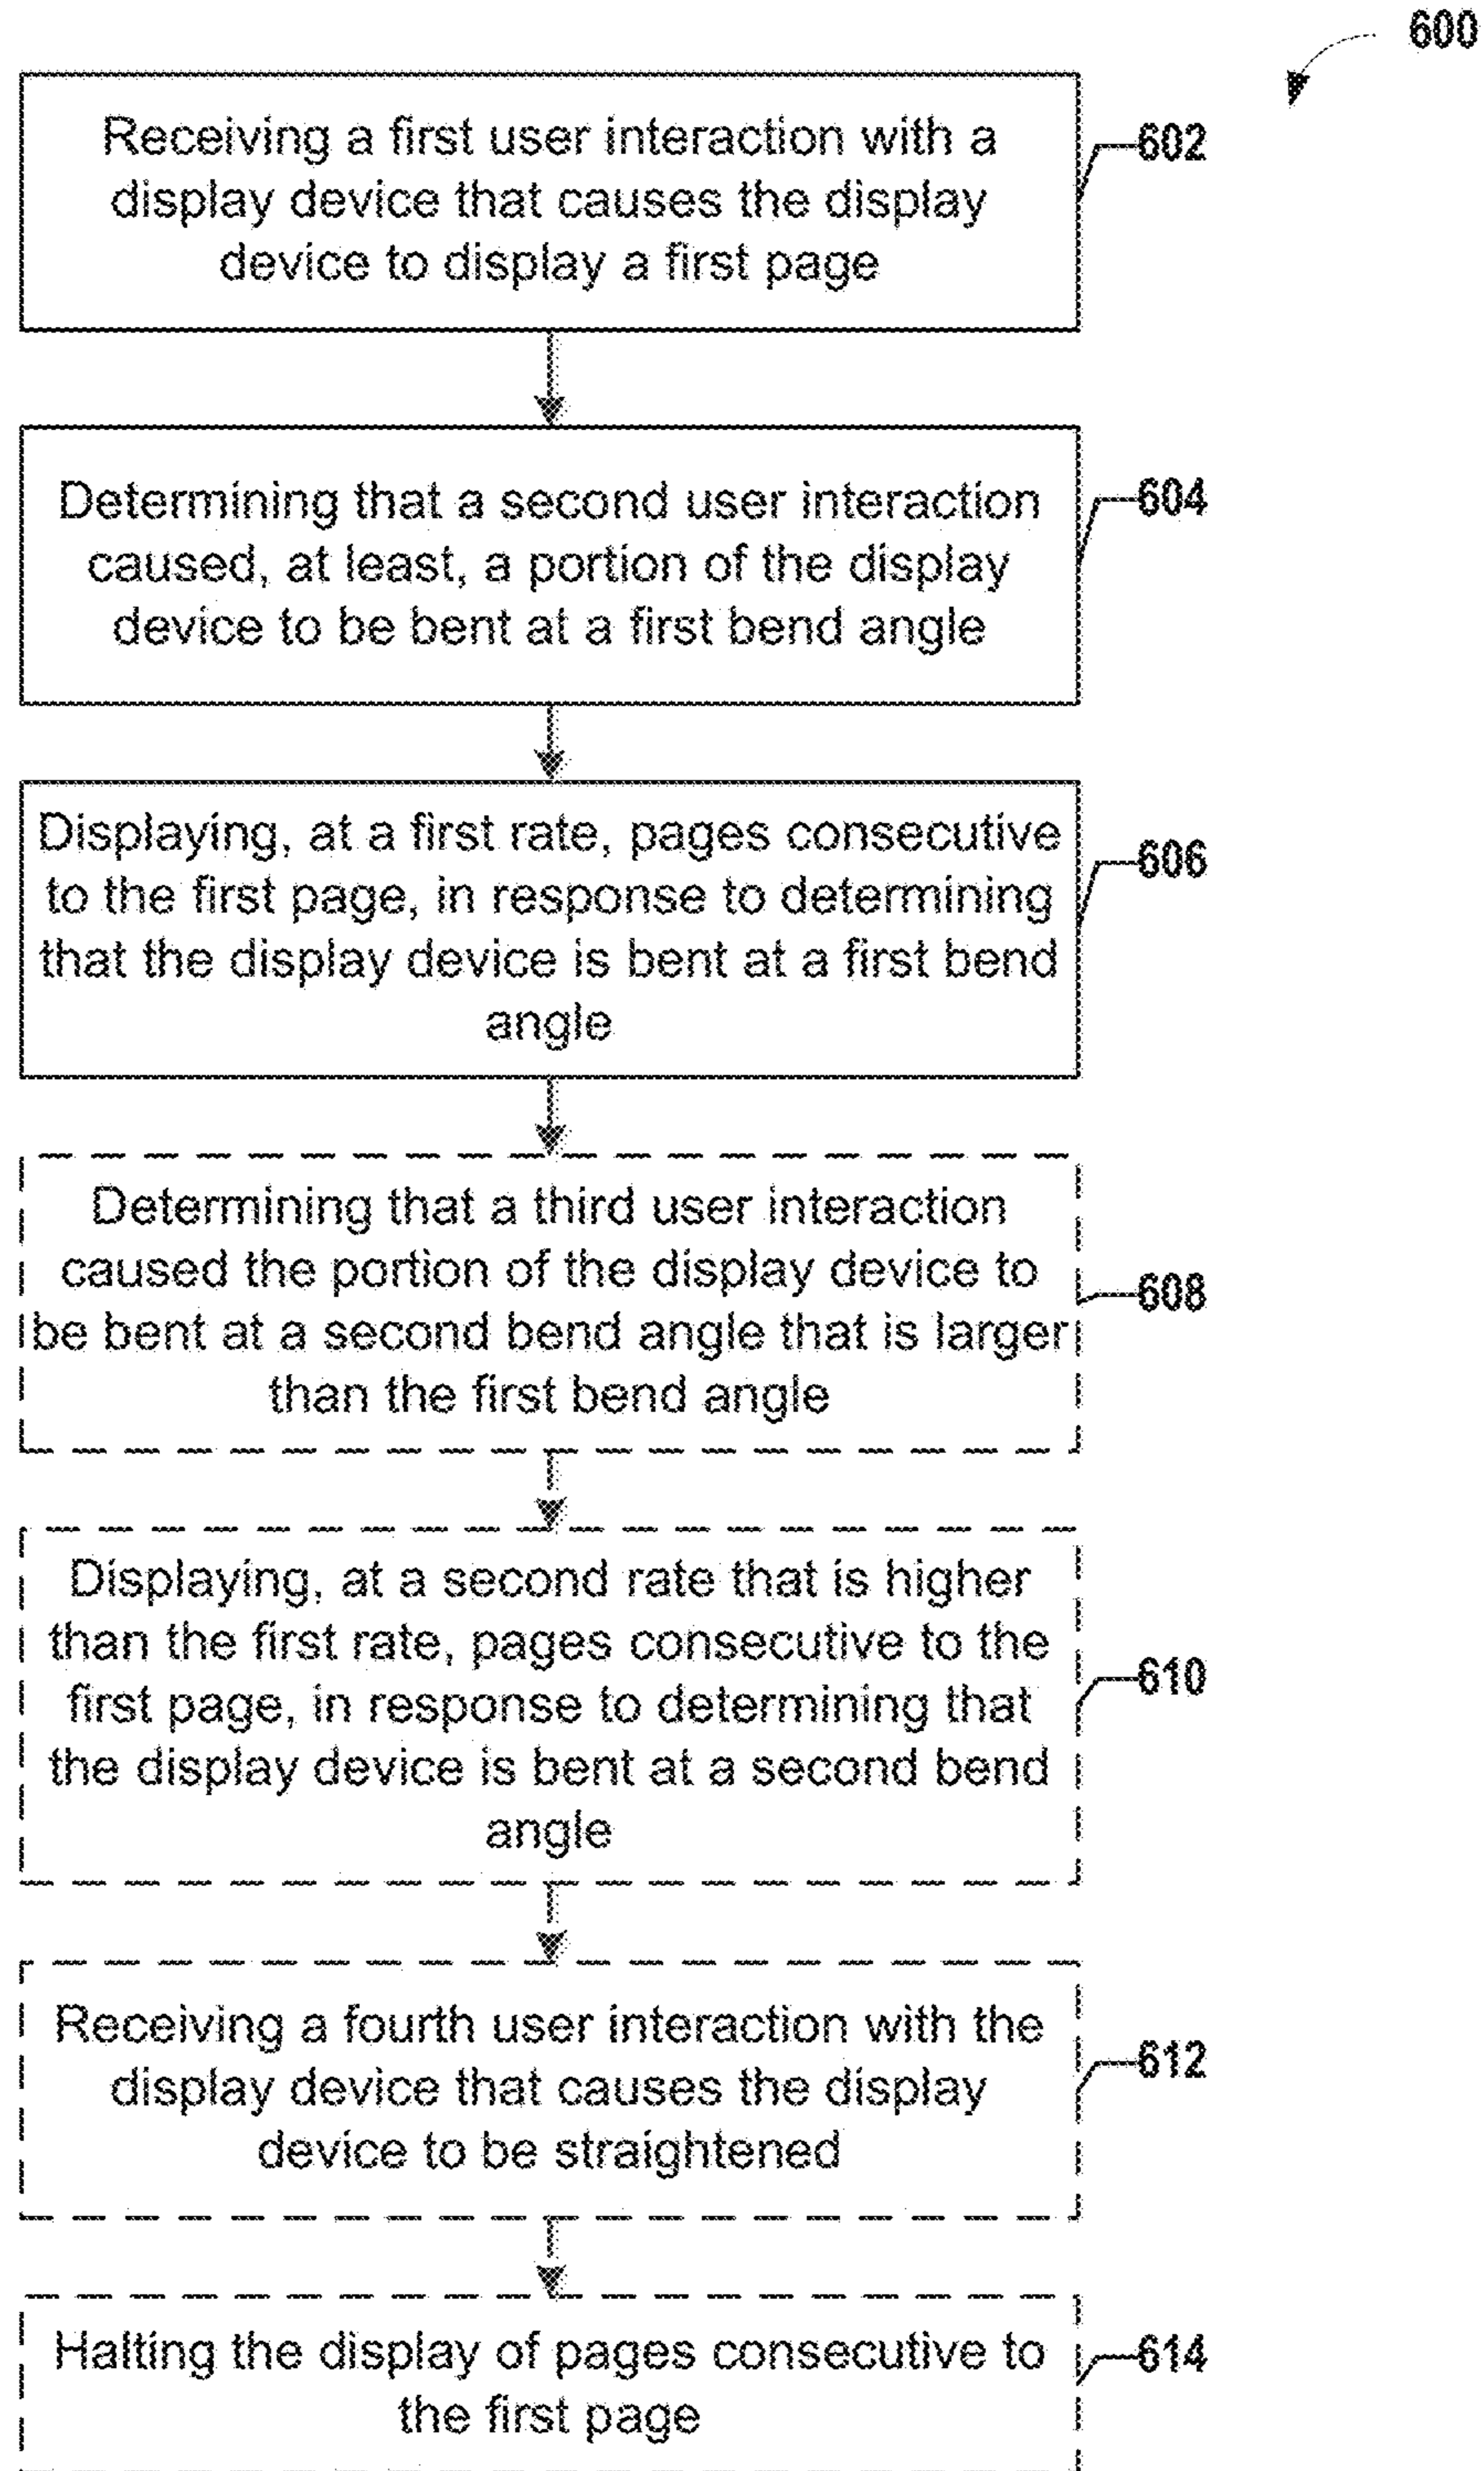 600
Receiving a first user interaction with a
display device that causes the display
device to display a first page
602
Determining that a second user interaction
caused, at least, a portion of the display
device to be bent at a first bend angle
604
Displaying, at a first rate, pages consecutive
to the first page, in response to determining
that the display device is bent at a first bend
angle
606
Determining that a third user interaction
caused the portion of the display device to
be bent at a second bend angle that is larger
than the first bend angle
608
Displaying, at a second rate that is higher
than the first rate, pages consecutive to the
first page, in response to determining that
the display device is bent at a second bend
angle
610
Receiving a fourth user interaction with the
display device that causes the display
device to be straightened
612
Halting the display of pages consecutive to
the first page
614